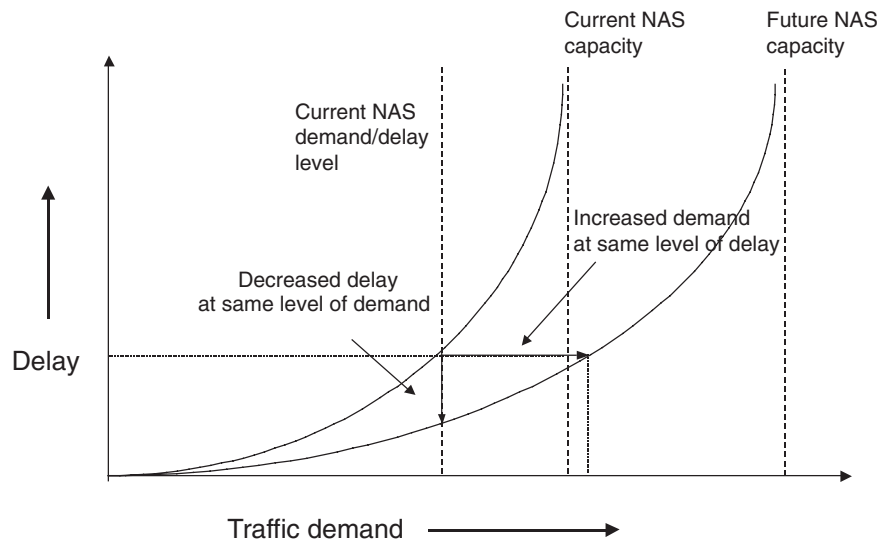 Current NAS
capacity
Future NAS
capacity
Current NAS
demand/delay
level
Increased demand
at same level of delay
Decreased delay
at same level of demand
Delay
Traffic demand